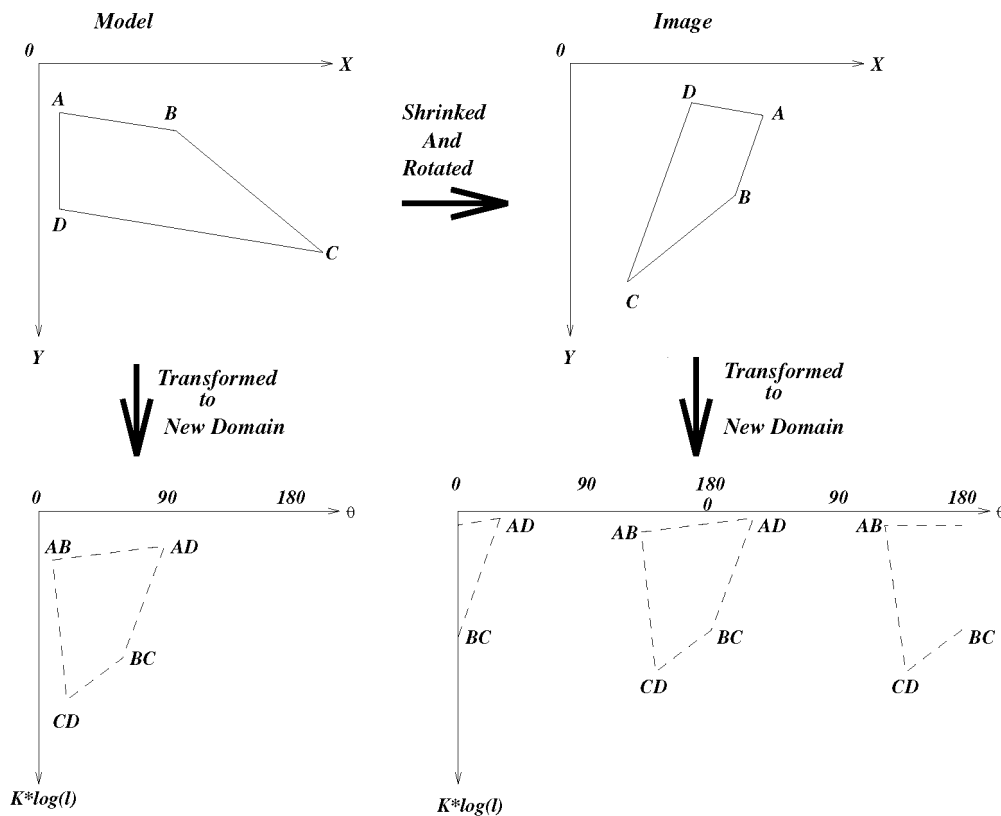 Model
Image
0
X
Y
A
B
C
D
Shrinked
And
Rotated
0
X
Y
D
A
B
C
Transformed
to
New Domain
Transformed
to
New Domain
0 90 180 θ
AB
AD
BC
CD
K*log(l)
0 90 180 90 180 θ
0
AD
BC
AB
AD
BC
CD
AB
BC
CD
K*log(l)